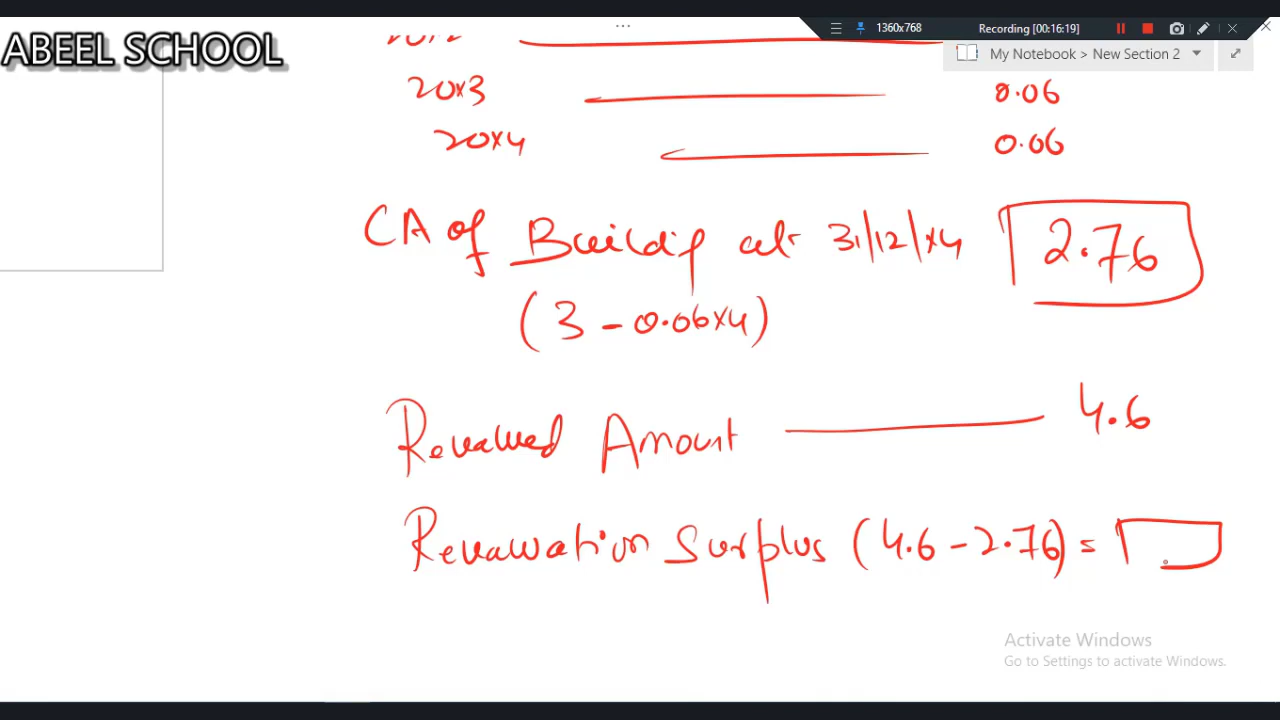 ABEEL SCHOOL
1360x768
Recording [00:16:19]
My Notebook > New Section 2
20x3 0.06
20x4 0.06
CA of Building at 31/12/x4 2.76
(3 - 0.06x4)
Revalued Amount 4.6
Revaluation Surplus (4.6 - 2.76) =
Activate Windows
Go to Settings to activate Windows.